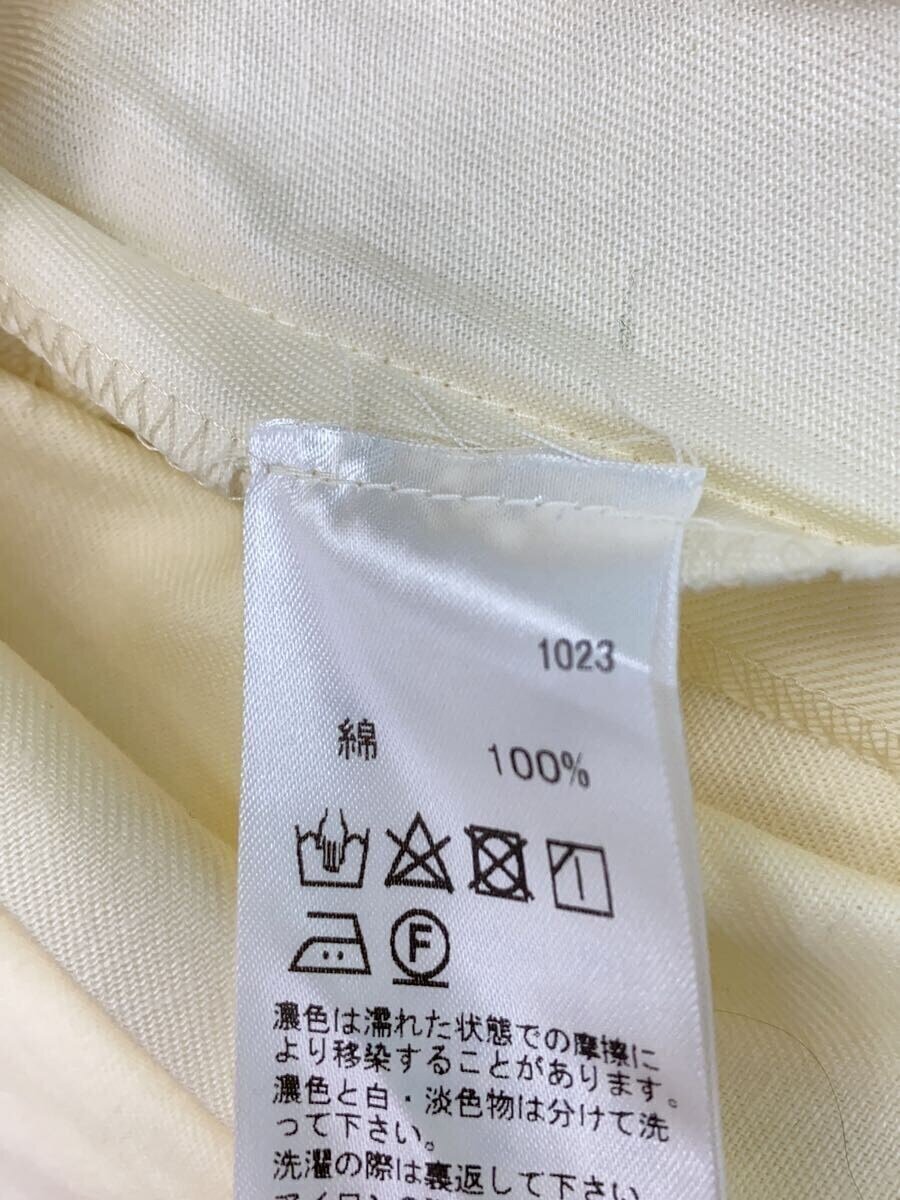 1023
綿 100%
F
濃色は濡れた状態での摩擦に
より移染することがあります。
濃色と白・淡色物は分けて洗
って下さい。
洗濯の際は裏返して下さい